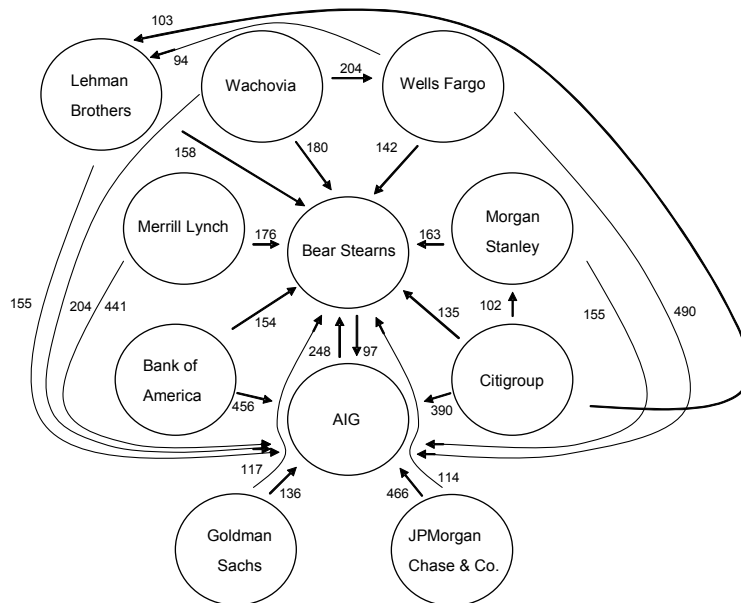 103
94
Lehman
Brothers
Wachovia
204
Wells Fargo
158
180
142
Merrill Lynch
176
Bear Stearns
163
Morgan
Stanley
155
204
441
154
135
102
155
490
248
97
Bank of
America
456
AIG
390
Citigroup
117
136
466
114
Goldman
Sachs
JPMorgan
Chase & Co.